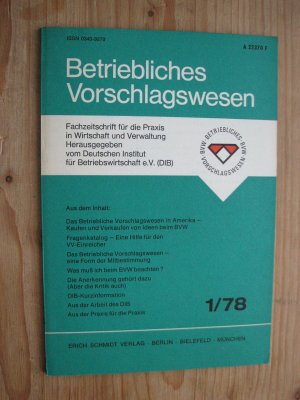 ISSN 0340-9279
A 27270 F
Betriebliches
Vorschlagswesen
Fachzeitschrift für die Praxis
in Wirtschaft und Verwaltung
Herausgegeben
vom Deutschen Institut
für Betriebswirtschaft e.V. (DIB)
BVW·BETRIEBLICHES·BVW
VORSCHLAGSWESEN
Aus dem Inhalt:
Das Betriebliche Vorschlagswesen in Amerika –
Kaufen und Verkaufen von Ideen beim BVW
Fragenkatalog – Eine Hilfe für den
VV-Einreicher
Das Betriebliche Vorschlagswesen –
eine Form der Mitbestimmung
Was muß ich beim BVW beachten?
Die Anerkennung gehört dazu
(Aber die Kritik auch)
DIB-Kurzinformation
Aus der Arbeit des DIB
Aus der Praxis für die Praxis
1/78
ERICH SCHMIDT VERLAG · BERLIN · BIELEFELD · MÜNCHEN